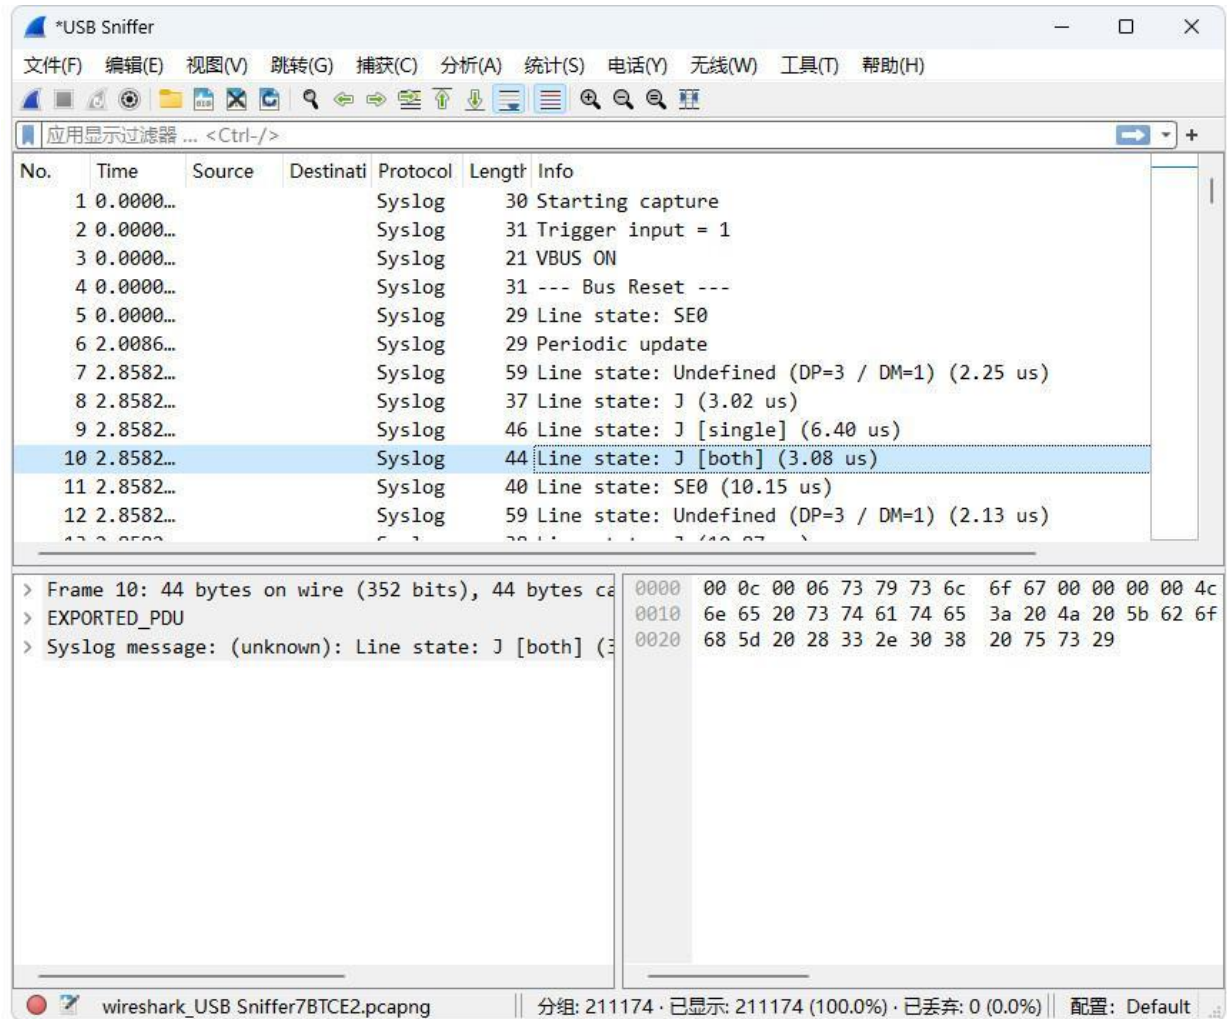 *USB Sniffer
文件(F) 编辑(E) 视图(V) 跳转(G) 捕获(C) 分析(A) 统计(S) 电话(Y) 无线(W) 工具(T) 帮助(H)
应用显示过滤器 ... <Ctrl-/>
No. Time Source Destinati Protocol Length Info
1 0.0000… Syslog 30 Starting capture
2 0.0000… Syslog 31 Trigger input = 1
3 0.0000… Syslog 21 VBUS ON
4 0.0000… Syslog 31 --- Bus Reset ---
5 0.0000… Syslog 29 Line state: SE0
6 2.0086… Syslog 29 Periodic update
7 2.8582… Syslog 59 Line state: Undefined (DP=3 / DM=1) (2.25 us)
8 2.8582… Syslog 37 Line state: J (3.02 us)
9 2.8582… Syslog 46 Line state: J [single] (6.40 us)
10 2.8582… Syslog 44 Line state: J [both] (3.08 us)
11 2.8582… Syslog 40 Line state: SE0 (10.15 us)
12 2.8582… Syslog 59 Line state: Undefined (DP=3 / DM=1) (2.13 us)
> Frame 10: 44 bytes on wire (352 bits), 44 bytes ca
> EXPORTED_PDU
> Syslog message: (unknown): Line state: J [both] (3
0000 00 0c 00 06 73 79 73 6c 6f 67 00 00 00 00 4c
0010 6e 65 20 73 74 61 74 65 3a 20 4a 20 5b 62 6f
0020 68 5d 20 28 33 2e 30 38 20 75 73 29
wireshark_USB Sniffer7BTCE2.pcapng 分组: 211174 · 已显示: 211174 (100.0%) · 已丢弃: 0 (0.0%) 配置: Default